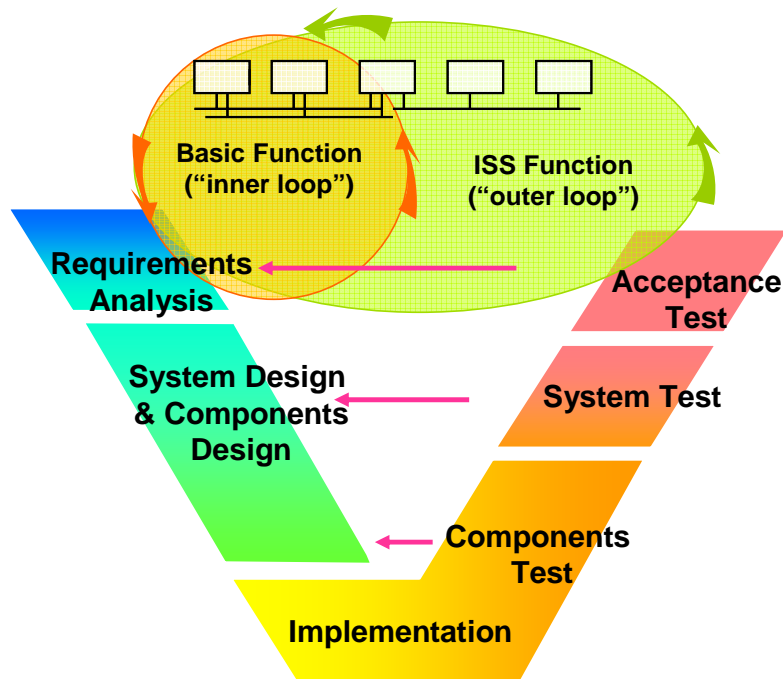 Basic Function
(“inner loop”)
ISS Function
(“outer loop”)
Requirements
Analysis
Acceptance
Test
System Design
& Components
Design
System Test
Components
Test
Implementation